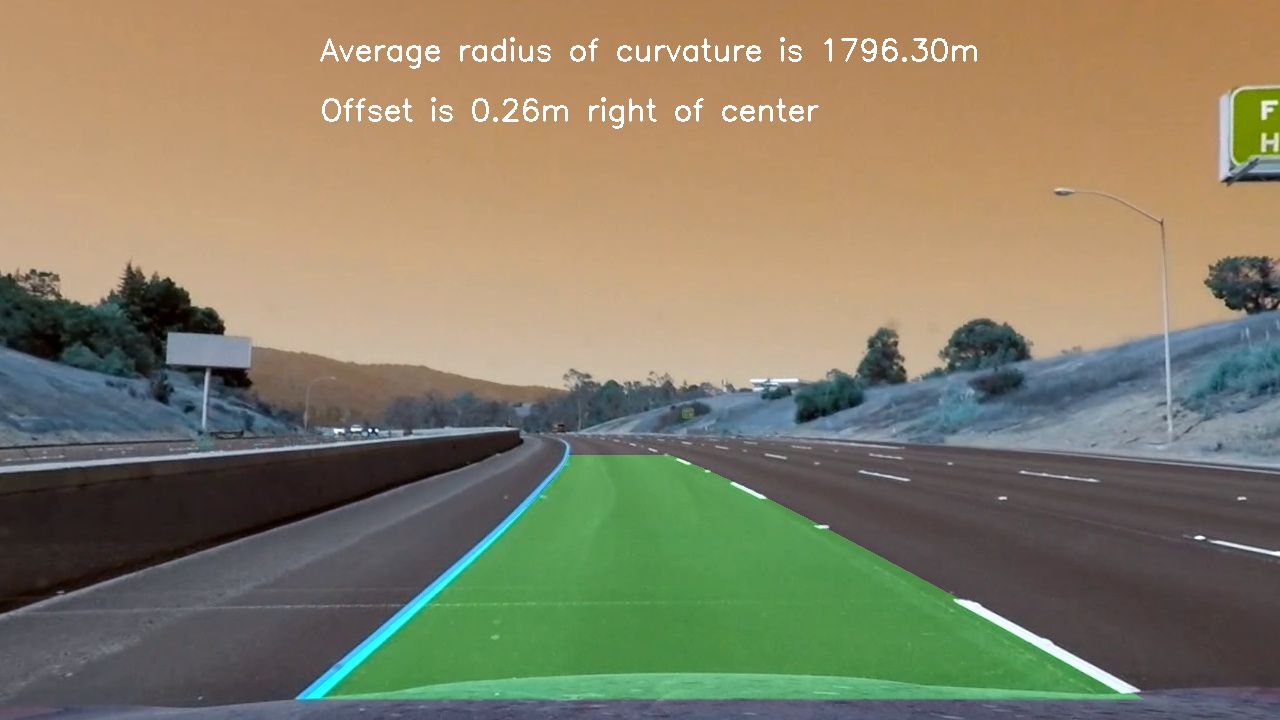 Average radius of curvature is 1796.30m
Offset is 0.26m right of center
F
H